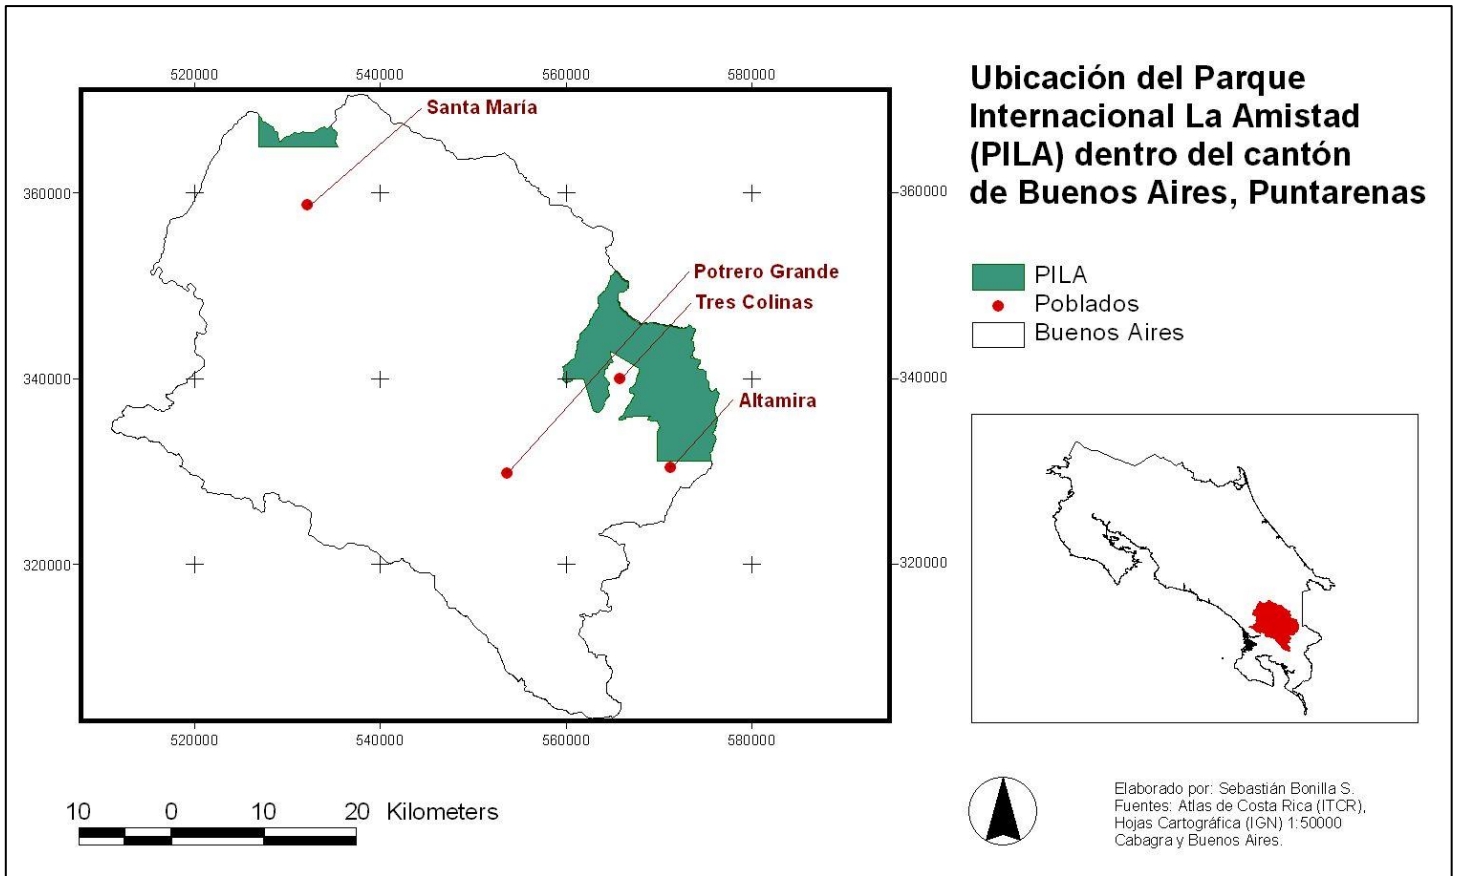 Ubicación del Parque
Internacional La Amistad
(PILA) dentro del cantón
de Buenos Aires, Puntarenas
520000 540000 560000 580000
Santa María
360000 360000
Potrero Grande
Tres Colinas
340000 340000
Altamira
320000 320000
520000 540000 560000 580000
PILA
Poblados
Buenos Aires
10 0 10 20 Kilometers
Elaborado por: Sebastián Bonilla S.
Fuentes: Atlas de Costa Rica (ITCR),
Hojas Cartográfica (IGN) 1:50000
Cabagra y Buenos Aires.